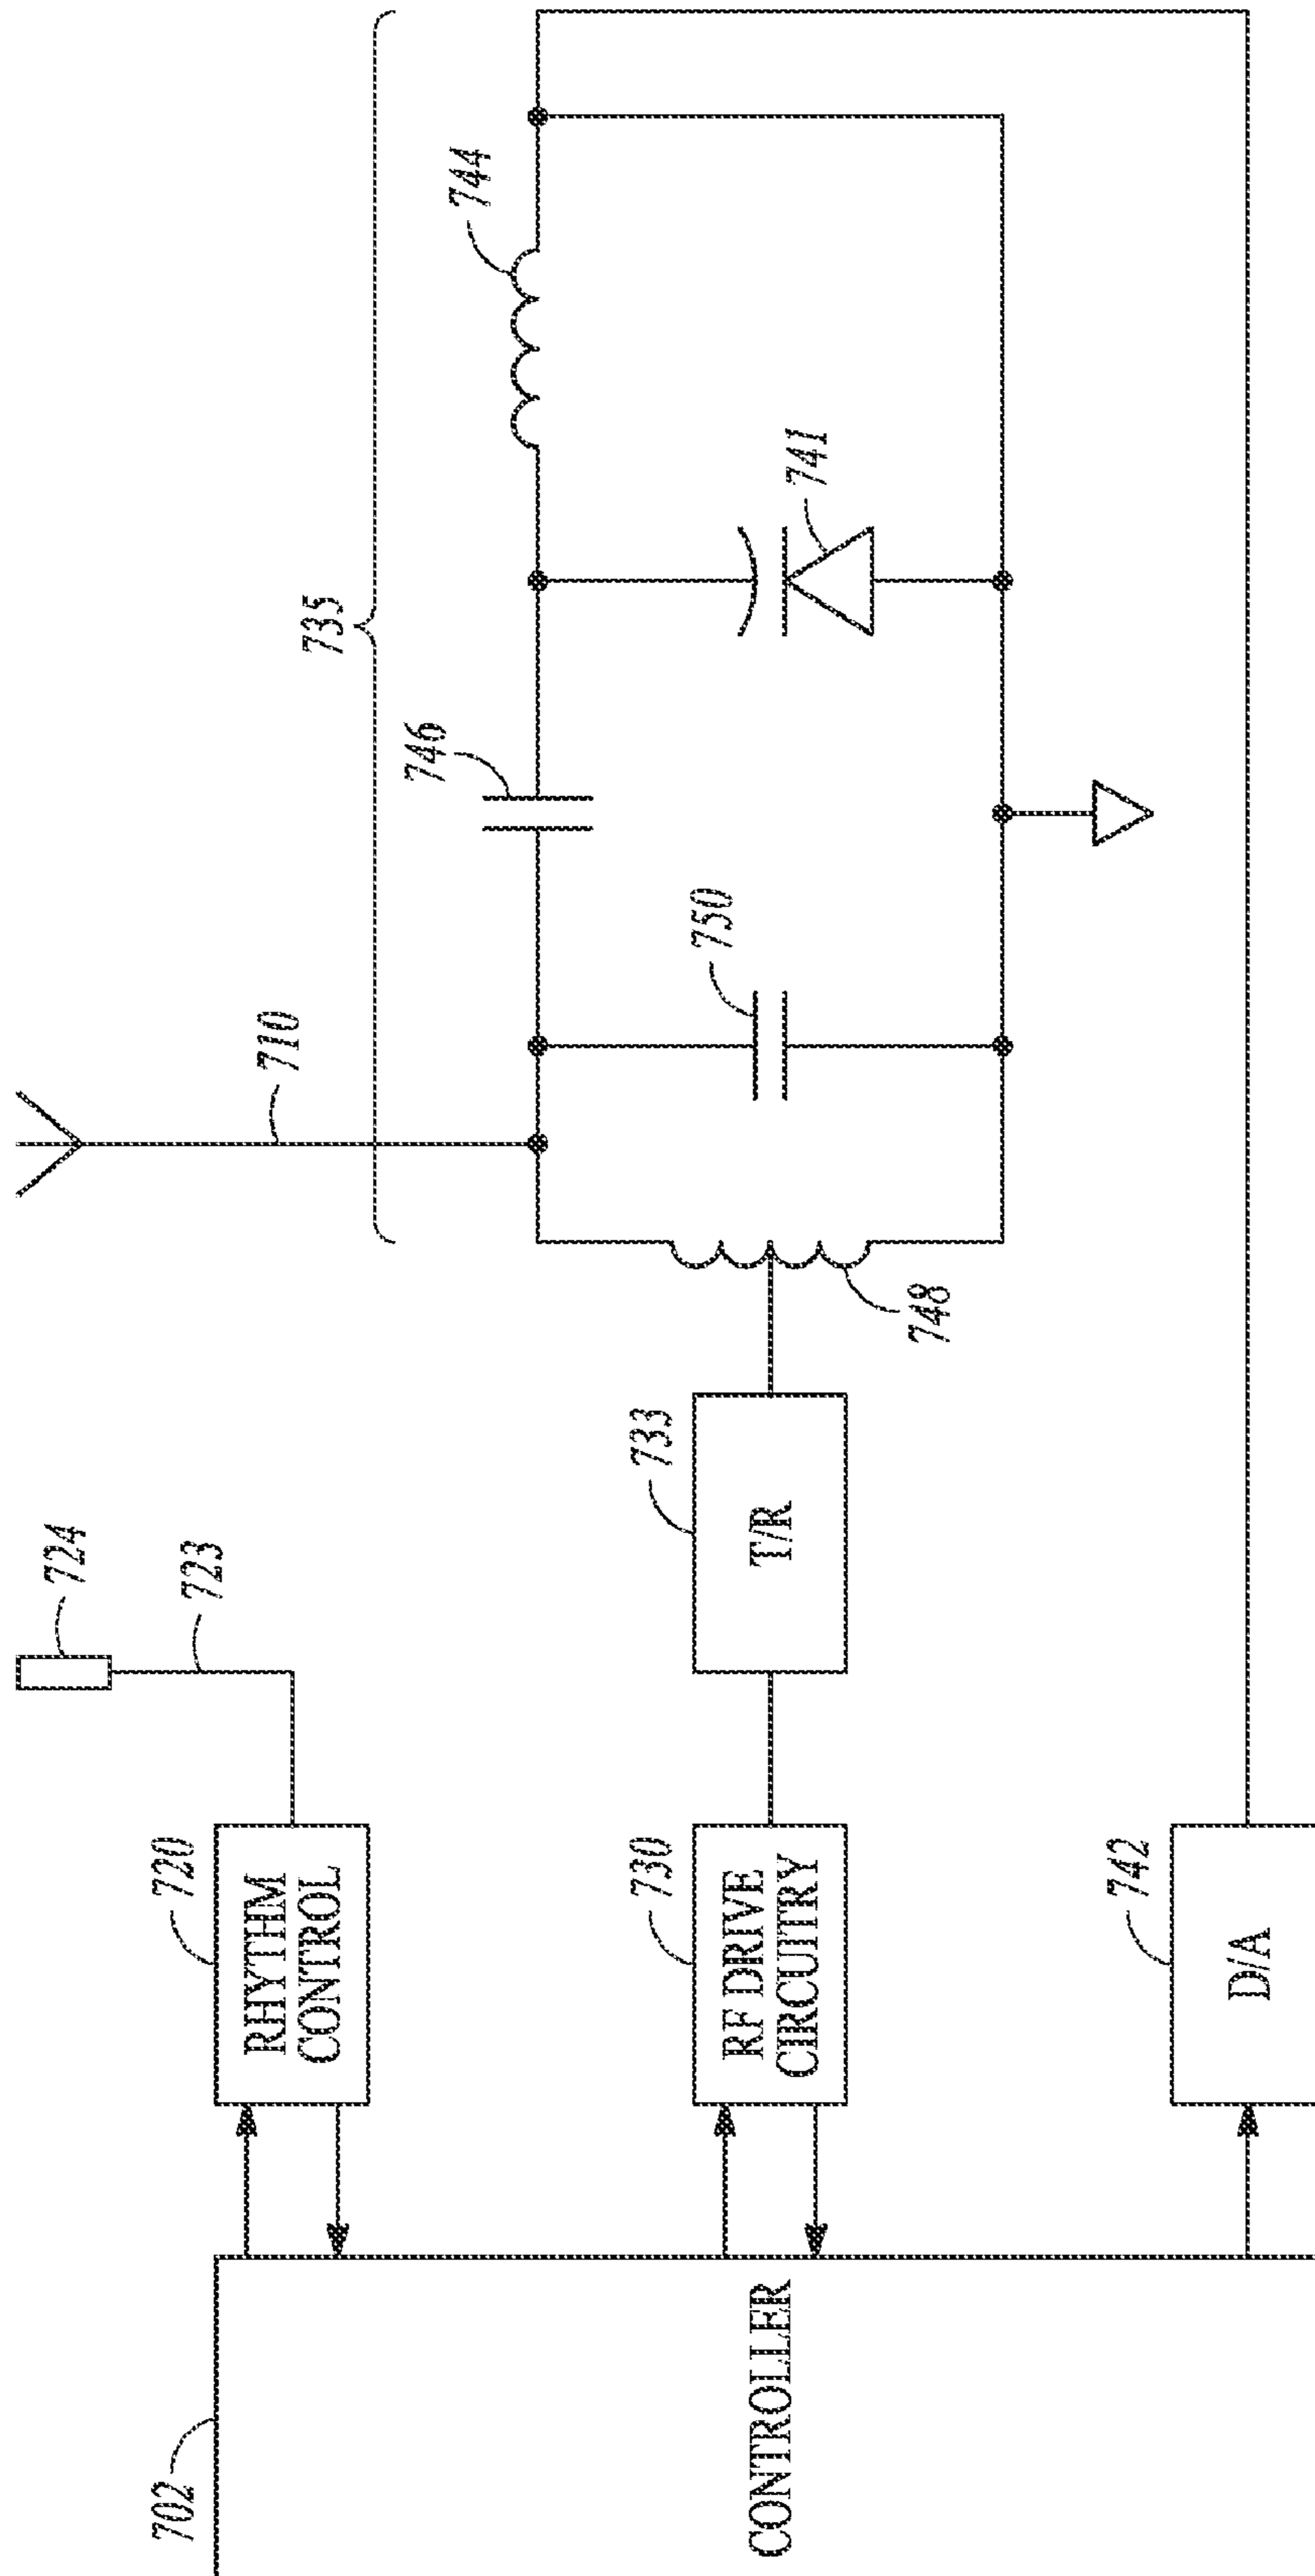 702
CONTROLLER
720
RHYTHM
CONTROL
723
724
730
RF DRIVE
CIRCUITRY
733
T/R
742
D/A
710
735
748
750
746
741
744